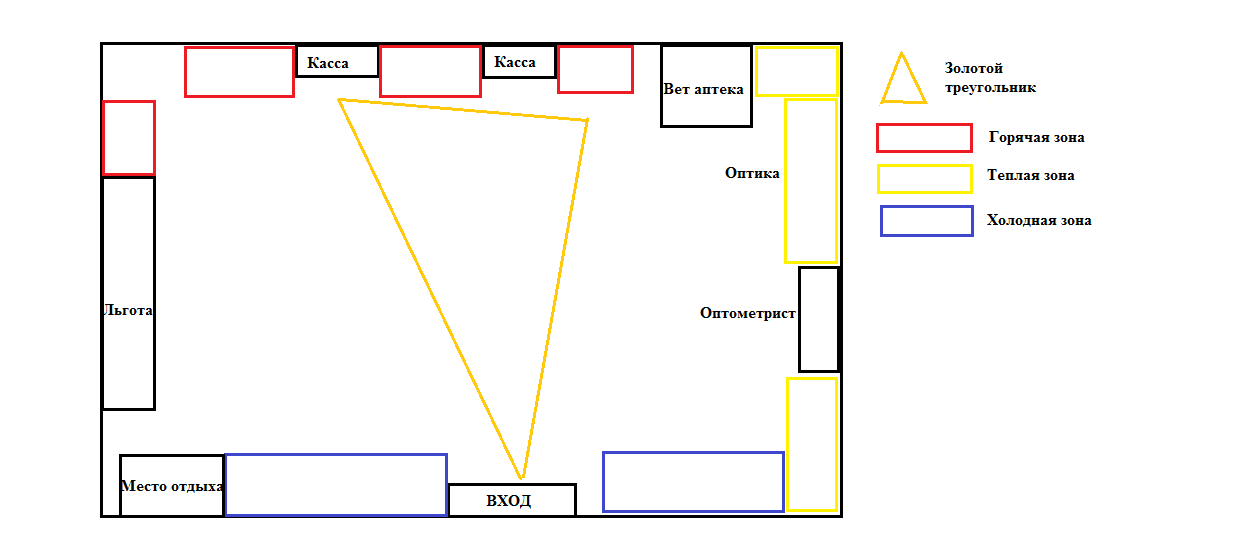 Касса
Касса
Вет аптека
Оптика
Оптометрист
Льгота
Место отдыха
ВХОД
Золотой
треугольник
Горячая зона
Теплая зона
Холодная зона